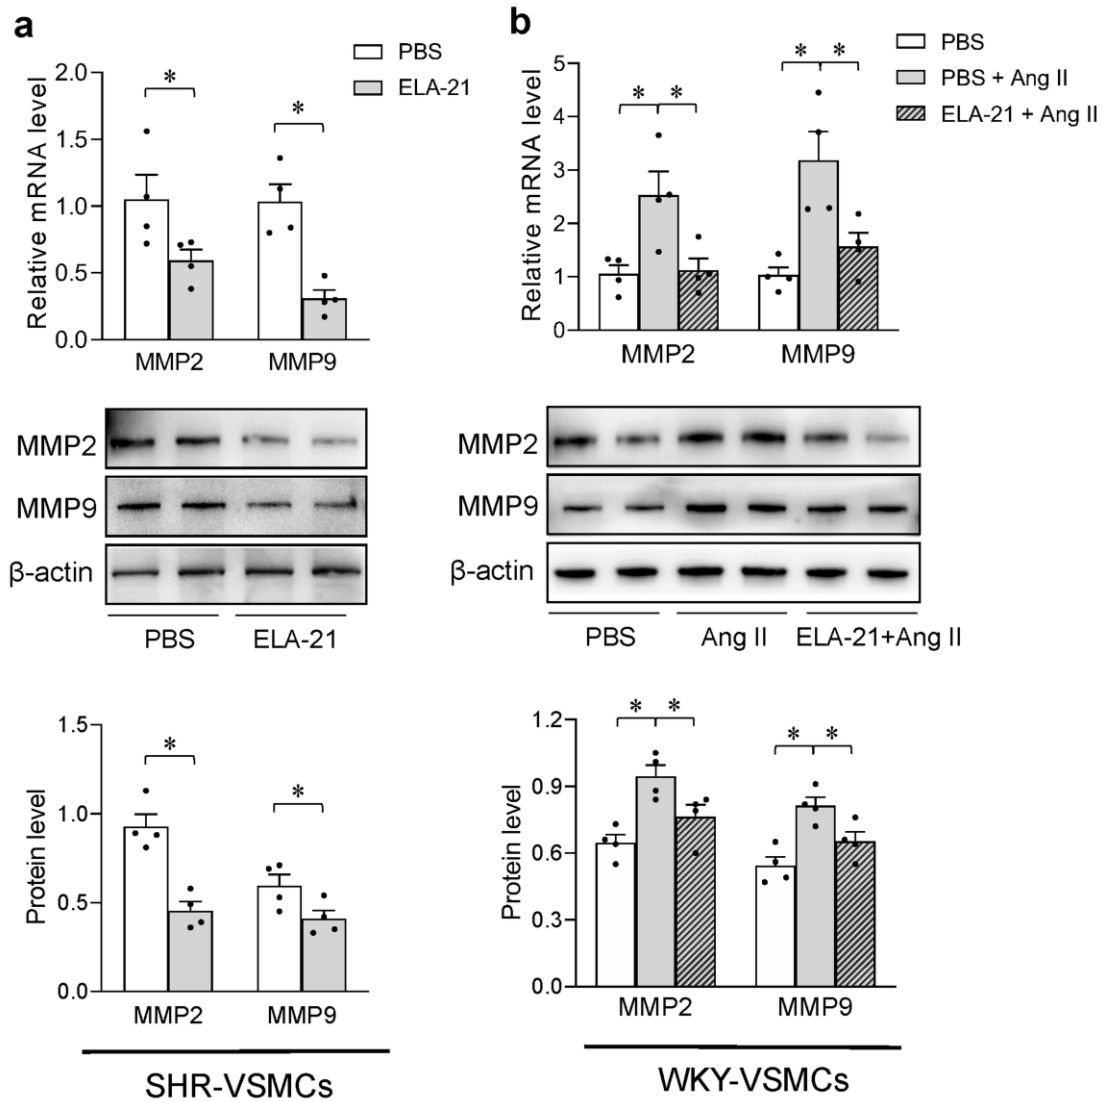 a
PBS
ELA-21
Relative mRNA level
2.0
1.5
1.0
0.5
0.0
*
*
MMP2 MMP9
MMP2
MMP9
β-actin
PBS ELA-21
Protein level
1.5
1.0
0.5
0.0
*
*
MMP2 MMP9
SHR-VSMCs
b
PBS
PBS + Ang II
ELA-21 + Ang II
Relative mRNA level
5
4
3
2
1
0
* *
* *
MMP2 MMP9
MMP2
MMP9
β-actin
PBS Ang II ELA-21+Ang II
Protein level
1.2
0.9
0.6
0.3
0.0
* *
* *
MMP2 MMP9
WKY-VSMCs